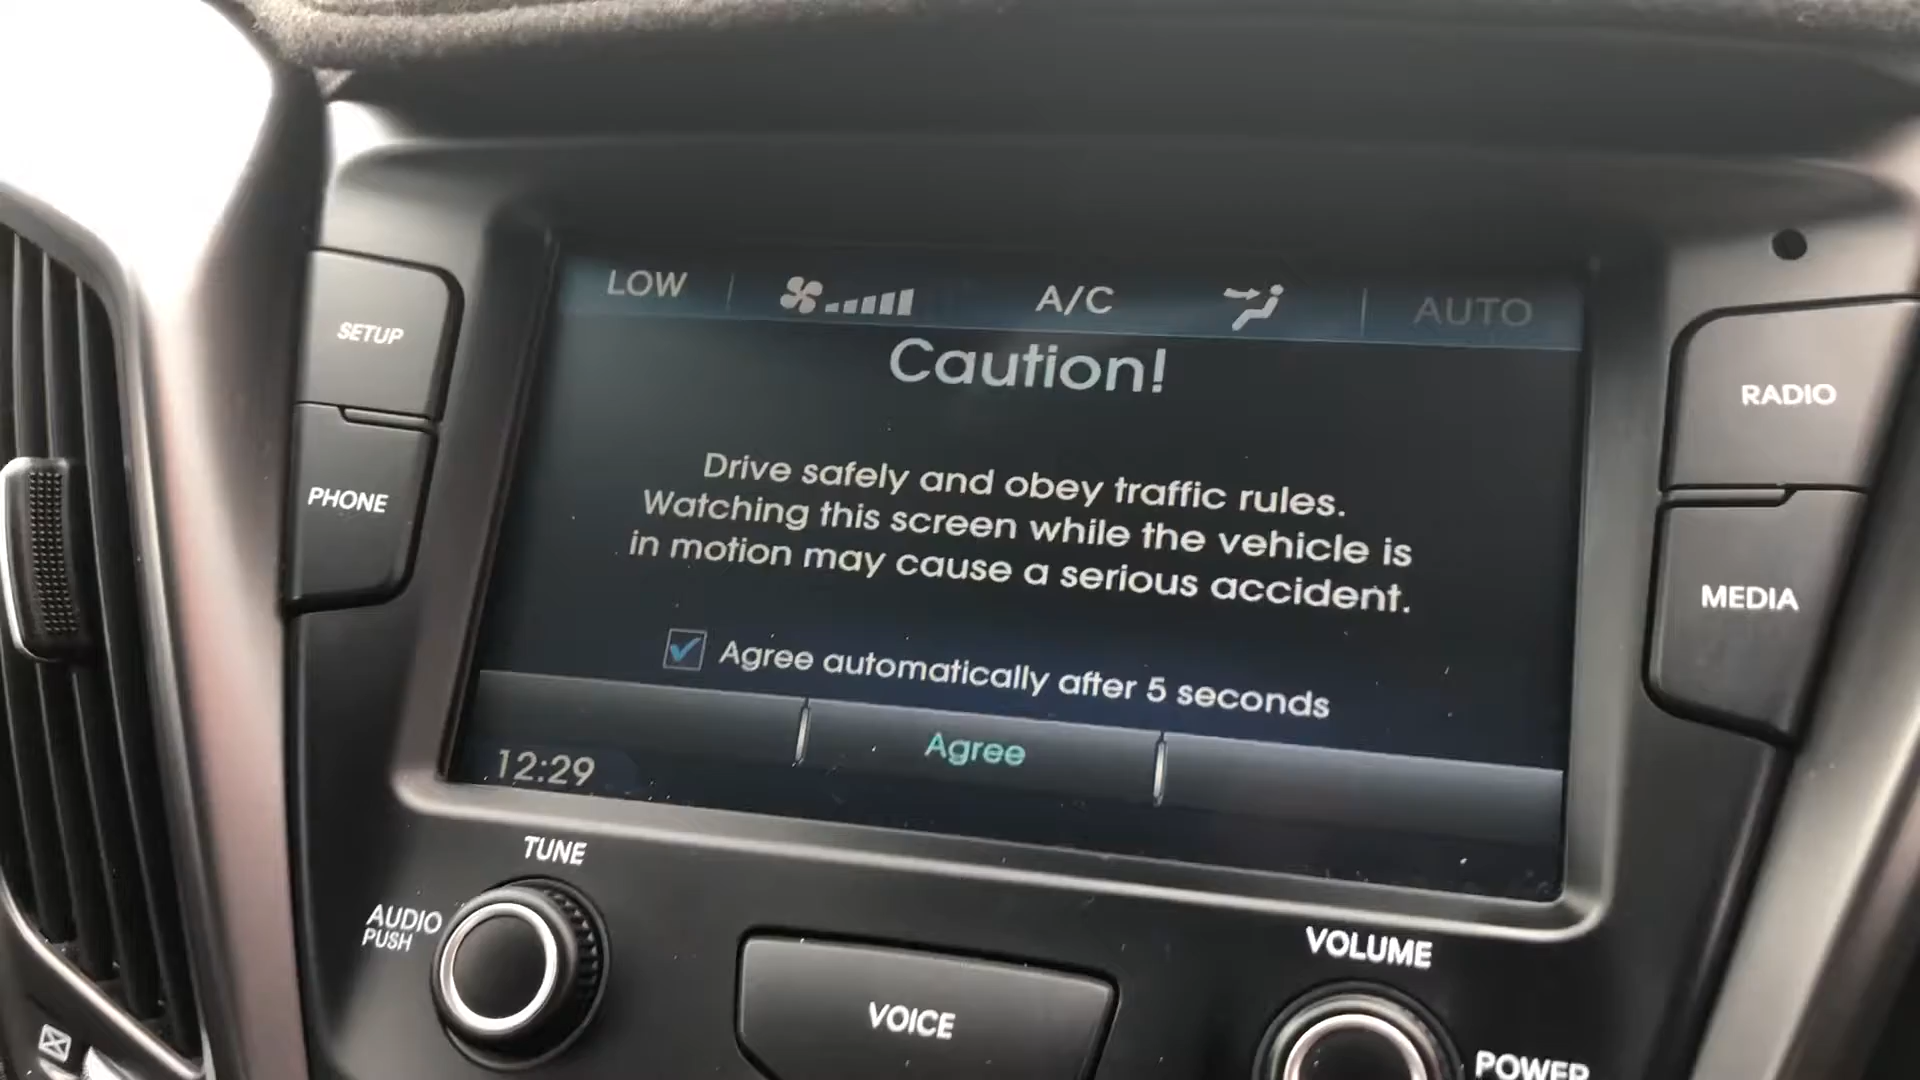 LOW A/C AUTO
Caution!
Drive safely and obey traffic rules.
Watching this screen while the vehicle is
in motion may cause a serious accident.
Agree automatically after 5 seconds
Agree
12:29
SETUP
PHONE
RADIO
MEDIA
TUNE
AUDIO
PUSH
VOICE
VOLUME
POWER